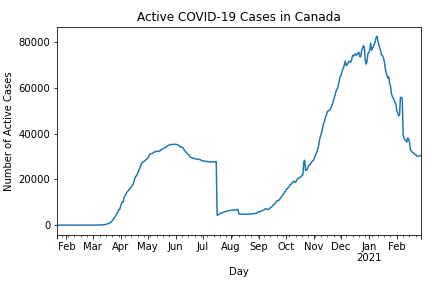 Active COVID-19 Cases in Canada
Number of Active Cases
80000
60000
40000
20000
0
Feb Mar Apr May Jun Jul Aug Sep Oct Nov Dec Jan Feb
2021
Day